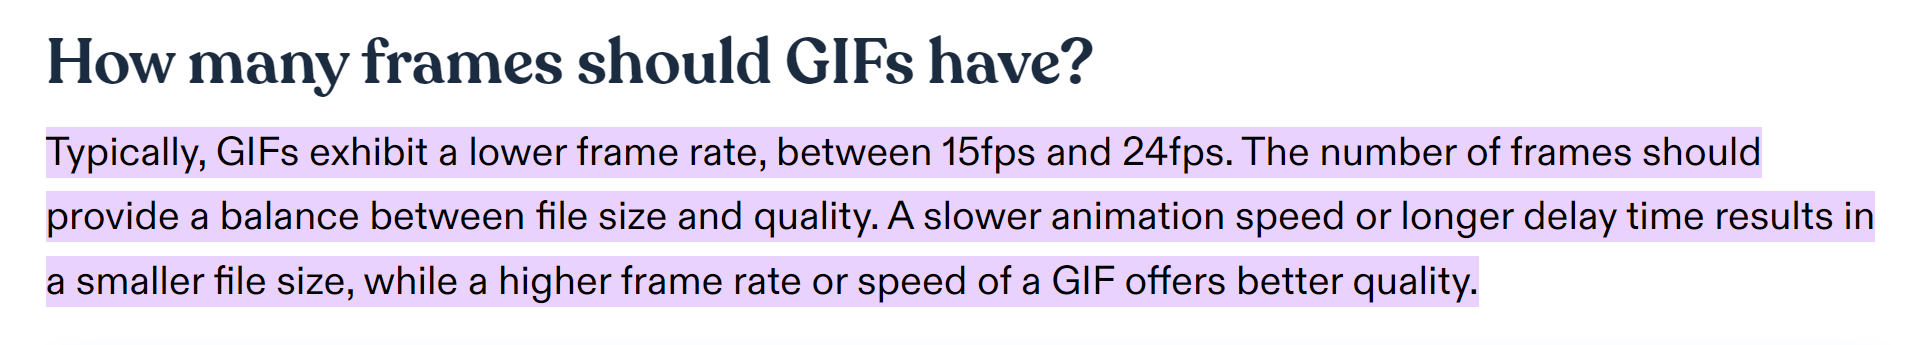 How many frames should GIFs have?
Typically, GIFs exhibit a lower frame rate, between 15fps and 24fps. The number of frames should
provide a balance between file size and quality. A slower animation speed or longer delay time results in
a smaller file size, while a higher frame rate or speed of a GIF offers better quality.